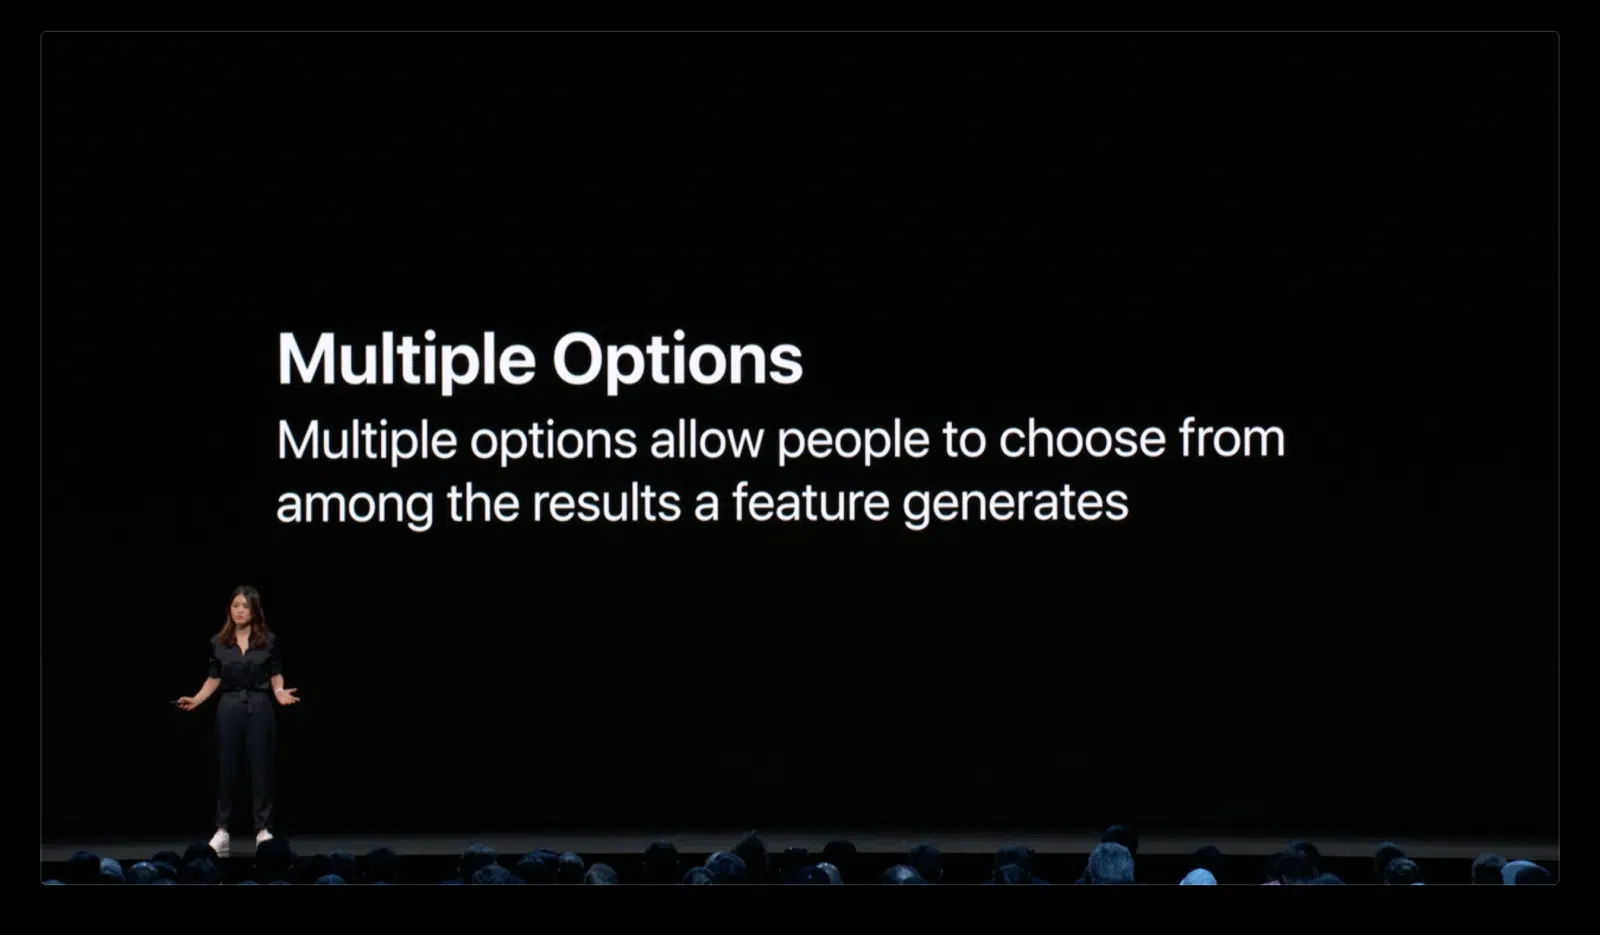 Multiple Options
Multiple options allow people to choose from
among the results a feature generates